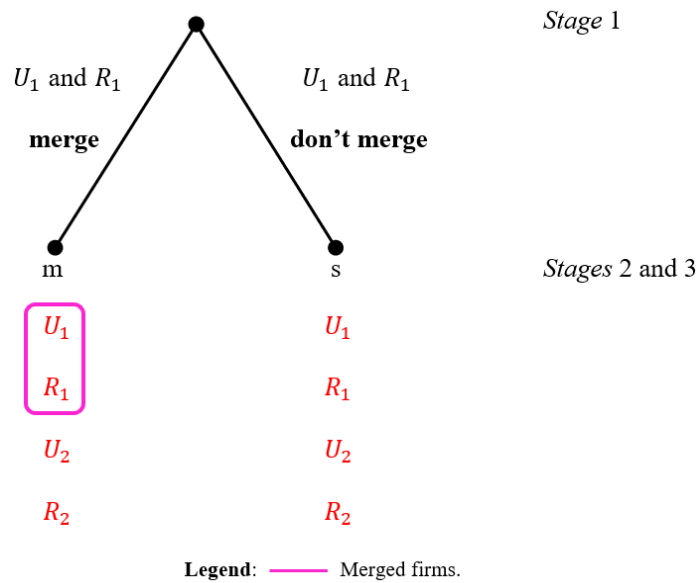 Stage 1
U₁ and R₁ U₁ and R₁
merge don't merge
m s Stages 2 and 3
U₁ U₁
R₁ R₁
U₂ U₂
R₂ R₂
Legend: Merged firms.